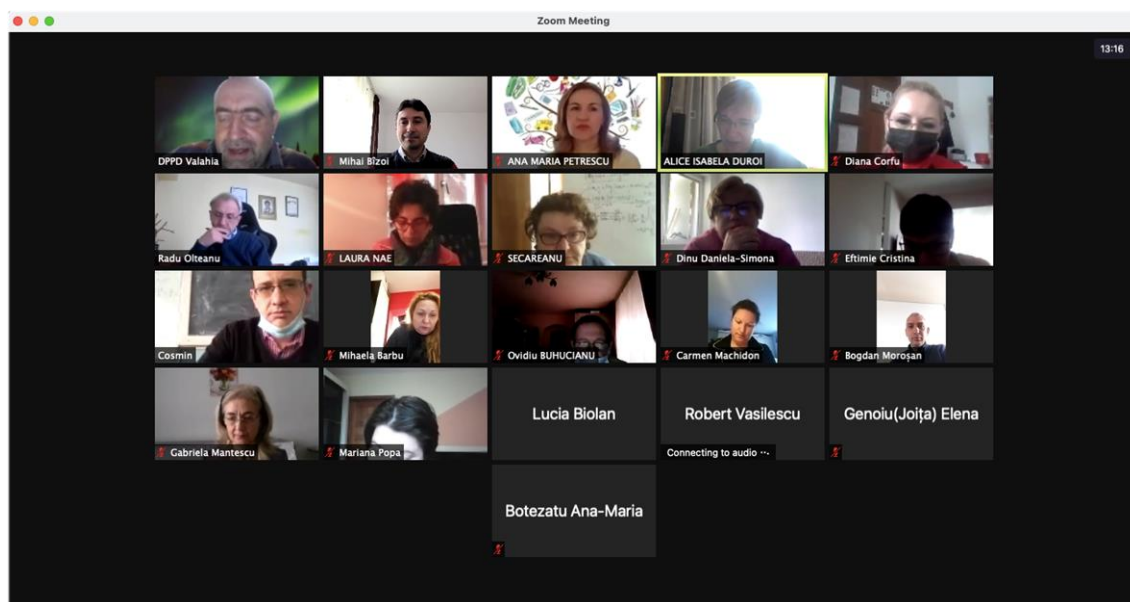 Zoom Meeting
13:16
DPPD Valahia
Mihai Bîzoi
ANA MARIA PETRESCU
ALICE ISABELA DUROI
Diana Corfu
Radu Olteanu
LAURA NAE
SECAREANU
Dinu Daniela-Simona
Eftimie Cristina
Cosmin
Mihaela Barbu
Ovidiu BUHUCIANU
Carmen Machidon
Bogdan Moroșan
Gabriela Mantescu
Mariana Popa
Lucia Biolan
Robert Vasilescu
Connecting to audio ···
Genoiu(Joița) Elena
Botezatu Ana-Maria